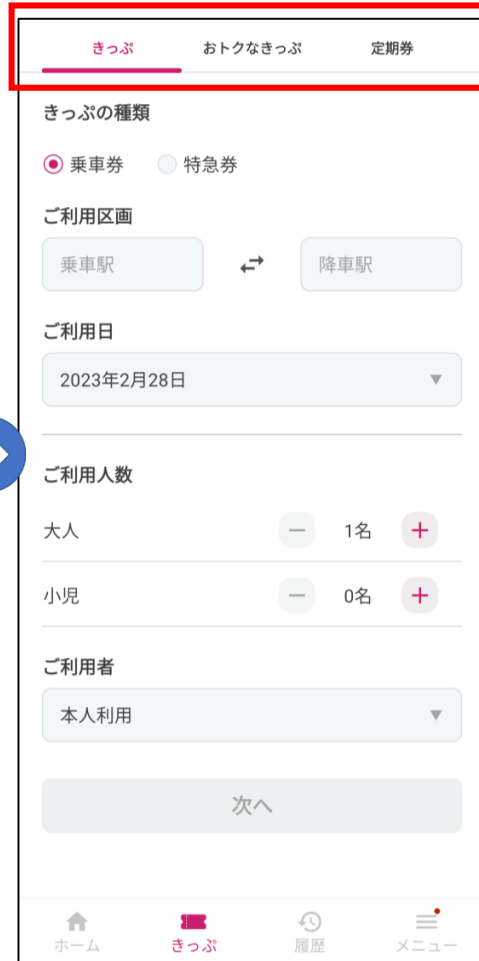 きっぷ おトクなきっぷ 定期券
きっぷの種類
乗車券 特急券
ご利用区画
乗車駅 降車駅
ご利用日
2023年2月28日
ご利用人数
大人 1名
小児 0名
ご利用者
本人利用
次へ
ホーム きっぷ 履歴 メニュー